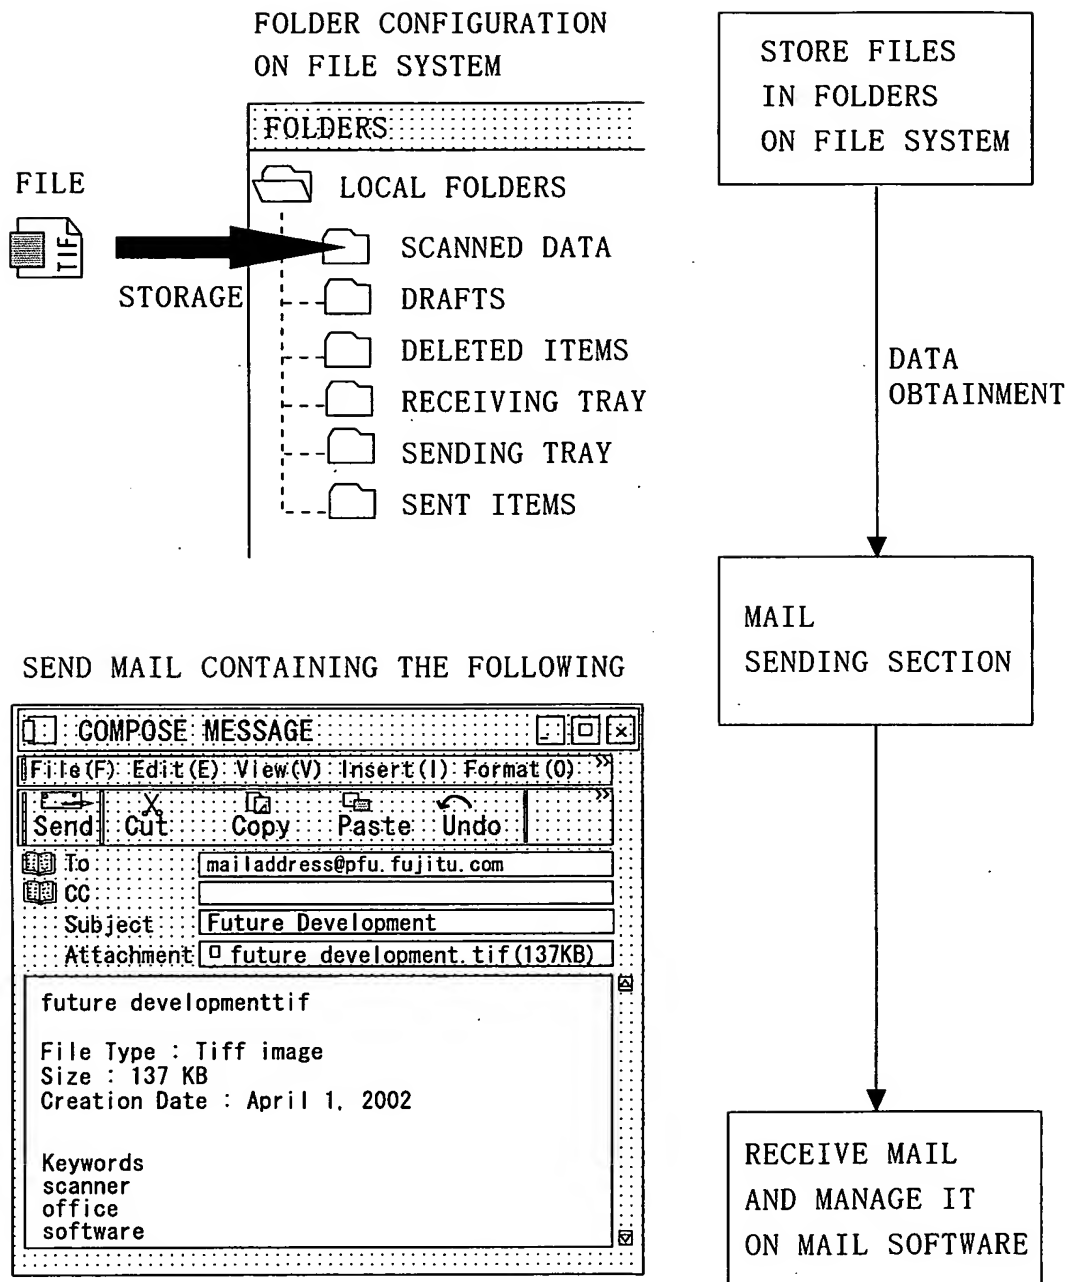 FOLDER CONFIGURATION
ON FILE SYSTEM
FOLDERS
LOCAL FOLDERS
FILE
TIF
STORAGE
SCANNED DATA
DRAFTS
DELETED ITEMS
RECEIVING TRAY
SENDING TRAY
SENT ITEMS
STORE FILES
IN FOLDERS
ON FILE SYSTEM
DATA
OBTAINMENT
MAIL
SENDING SECTION
RECEIVE MAIL
AND MANAGE IT
ON MAIL SOFTWARE
SEND MAIL CONTAINING THE FOLLOWING
COMPOSE MESSAGE
File(F) Edit(E) View(V) Insert(I) Format(O) >>
Send Cut Copy Paste Undo >>
To mailaddress@pfu.fujitu.com
CC
Subject Future Development
Attachment future development.tif(137KB)
future developmenttif
File Type : Tiff image
Size : 137 KB
Creation Date : April 1, 2002
Keywords
scanner
office
software